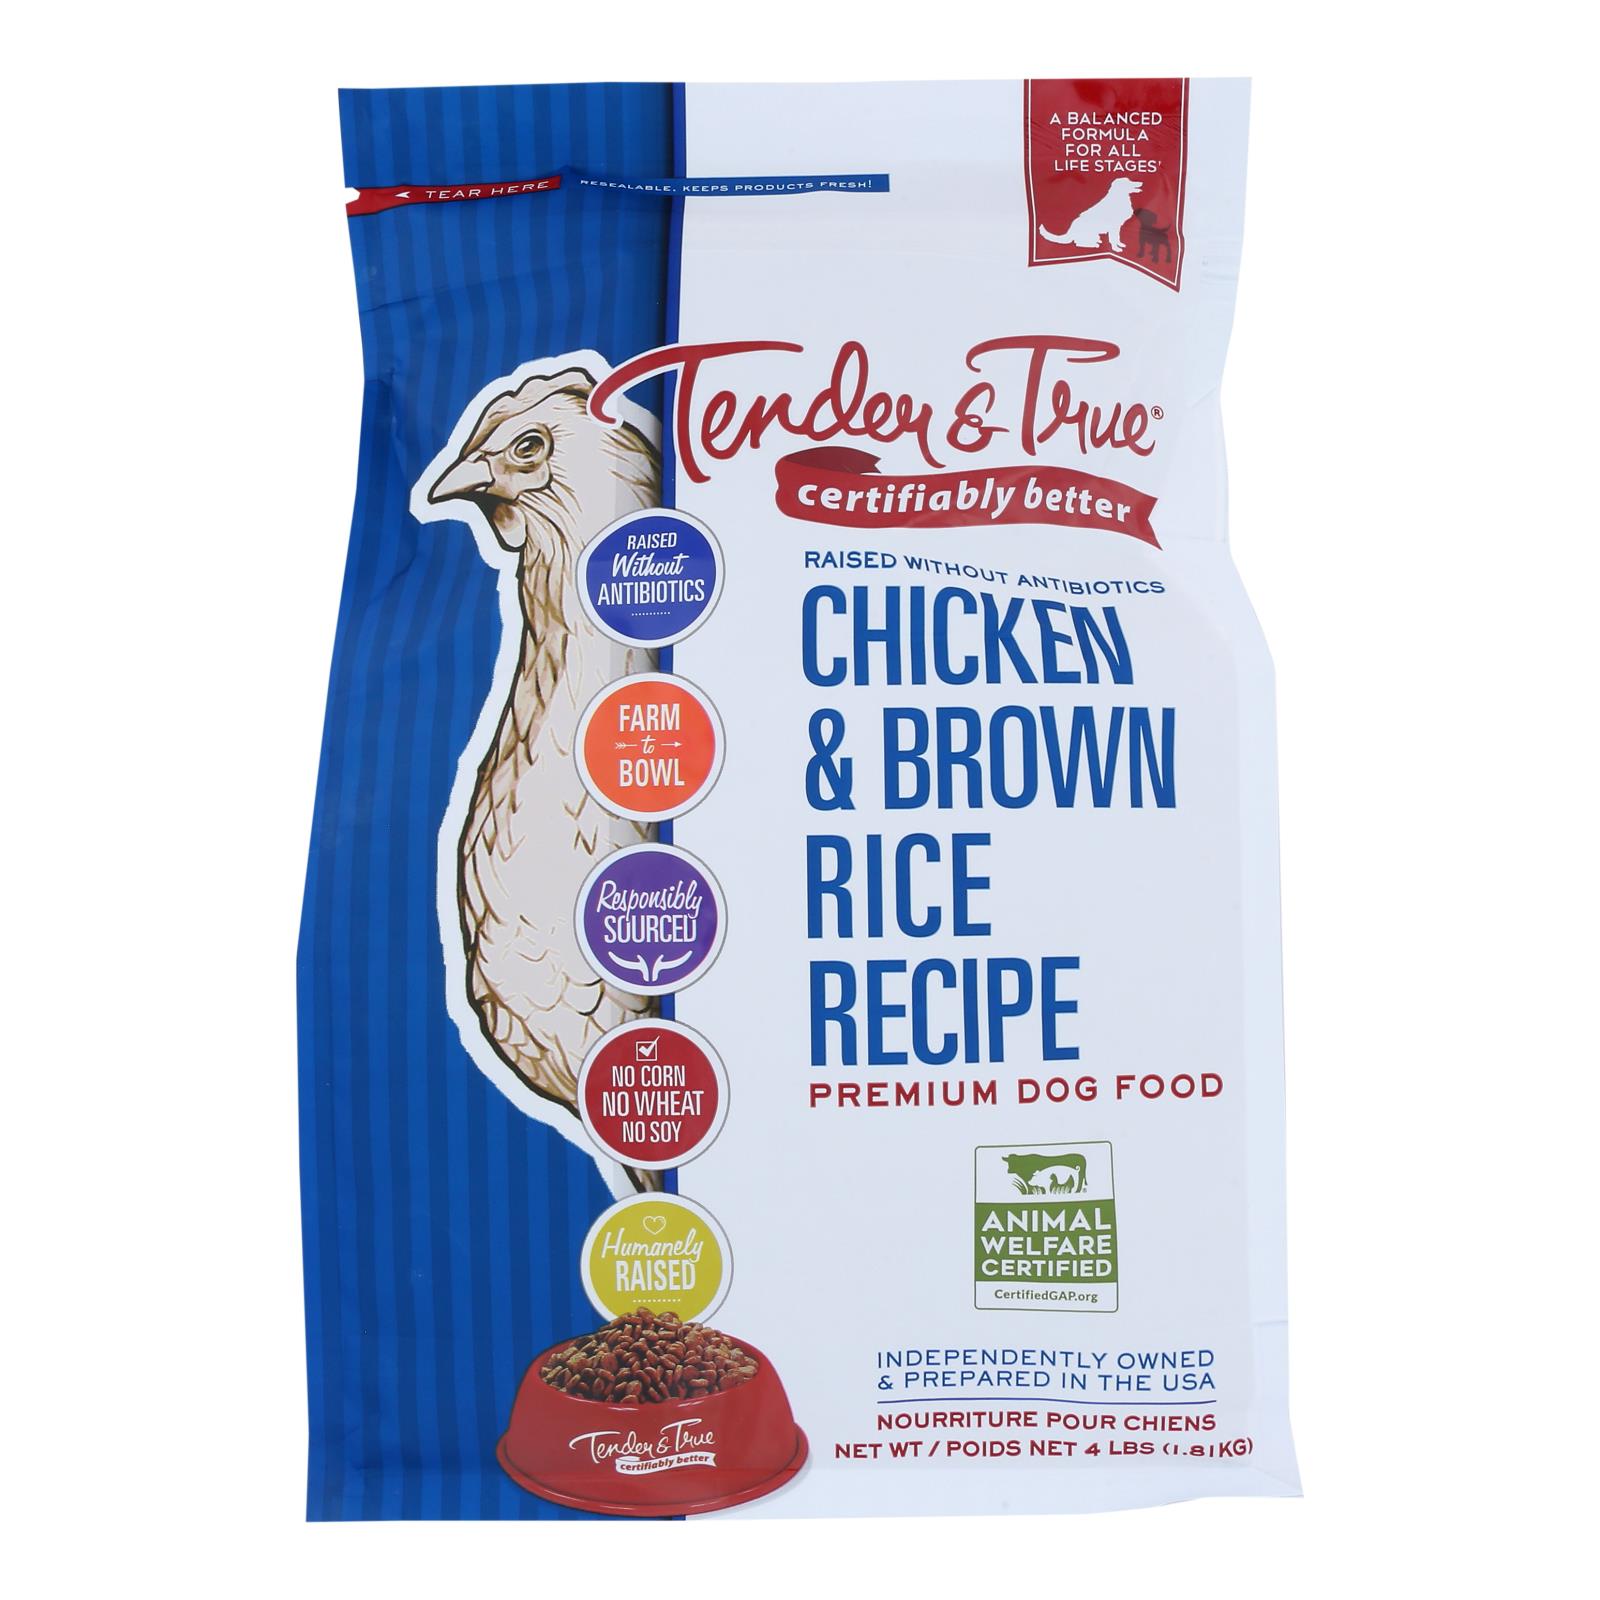 A BALANCED
FORMULA
FOR ALL
LIFE STAGES'
TEAR HERE
RESEALABLE. KEEPS PRODUCTS FRESH!
Tender & True®
certifiably better
RAISED WITHOUT ANTIBIOTICS
CHICKEN
& BROWN
RICE
RECIPE
PREMIUM DOG FOOD
RAISED
Without
ANTIBIOTICS
FARM
to
BOWL
Responsibly
SOURCED
NO CORN
NO WHEAT
NO SOY
Humanely
RAISED
Tender & True
certifiably better
ANIMAL
WELFARE
CERTIFIED
CertifiedGAP.org
INDEPENDENTLY OWNED
& PREPARED IN THE USA
NOURRITURE POUR CHIENS
NET WT / POIDS NET 4 LBS (1.81KG)